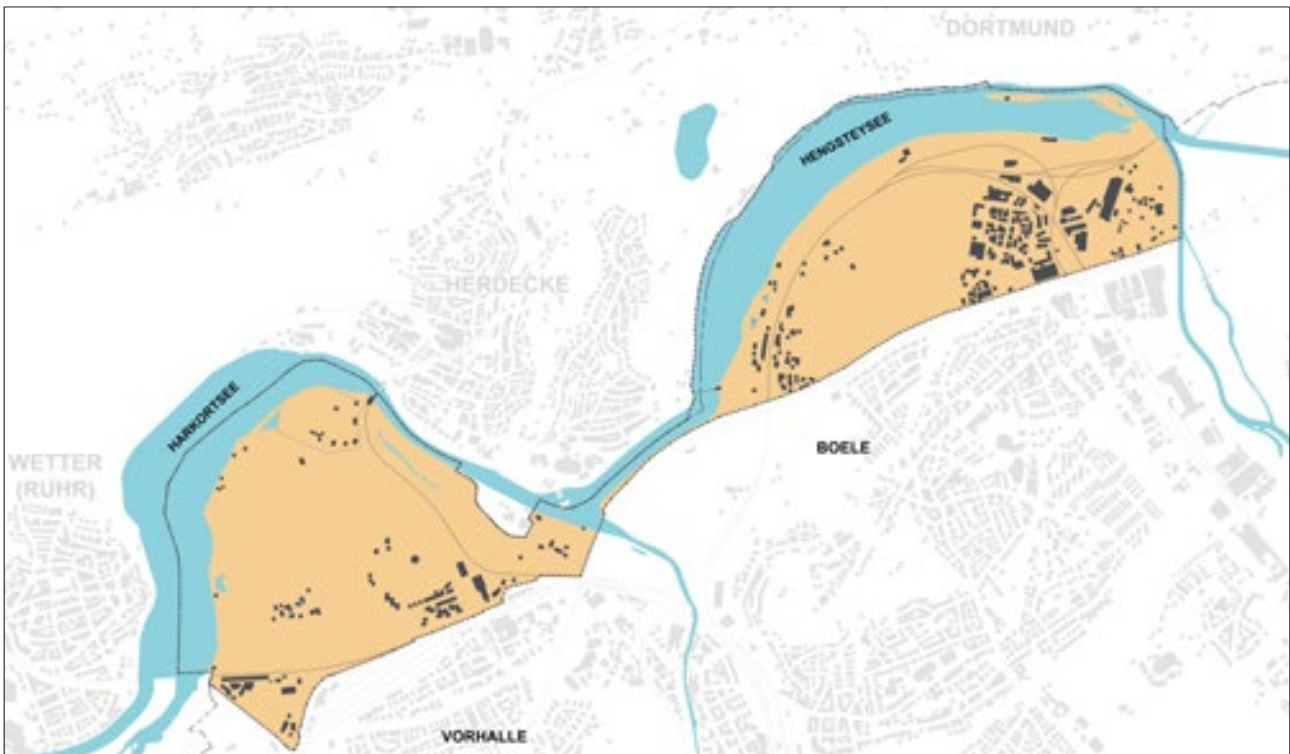 DORTMUND
HENGSTEYSEE
HERDECKE
HARKORTSEE
BOELE
WETTER
(RUHR)
VORHALLE